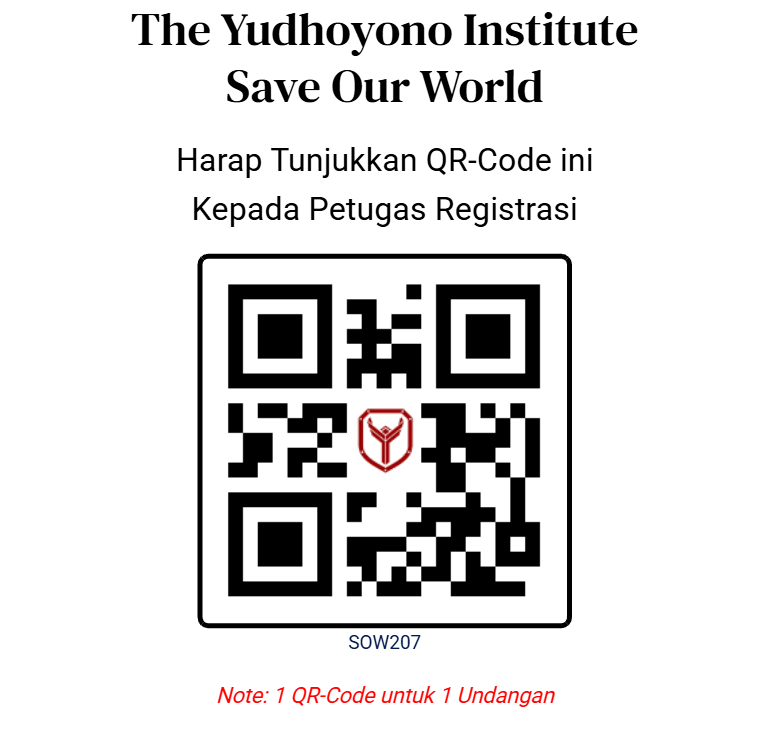 The Yudhoyono Institute
Save Our World
Harap Tunjukkan QR-Code ini
Kepada Petugas Registrasi
SOW207
Note: 1 QR-Code untuk 1 Undangan